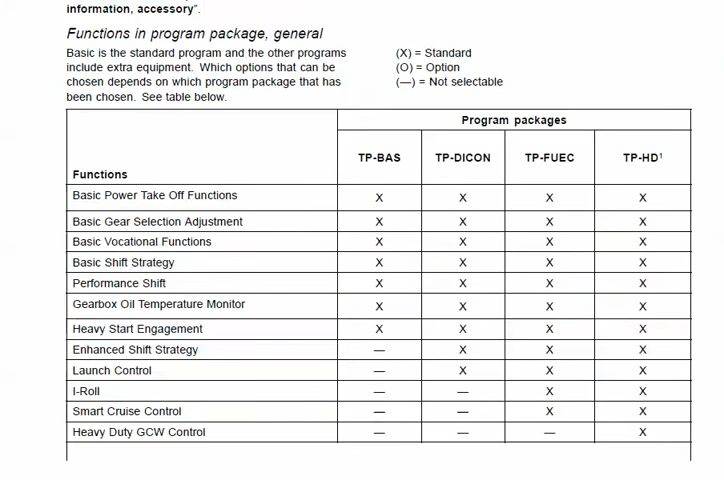 information, accessory".
Functions in program package, general
Basic is the standard program and the other programs
include extra equipment. Which options that can be
chosen depends on which program package that has
been chosen. See table below.
(X) = Standard
(O) = Option
(—) = Not selectable
Program packages
Functions TP-BAS TP-DICON TP-FUEC TP-HD¹
Basic Power Take Off Functions X X X X
Basic Gear Selection Adjustment X X X X
Basic Vocational Functions X X X X
Basic Shift Strategy X X X X
Performance Shift X X X X
Gearbox Oil Temperature Monitor X X X X
Heavy Start Engagement X X X X
Enhanced Shift Strategy — X X X
Launch Control — X X X
I-Roll — — X X
Smart Cruise Control — — X X
Heavy Duty GCW Control — — — X